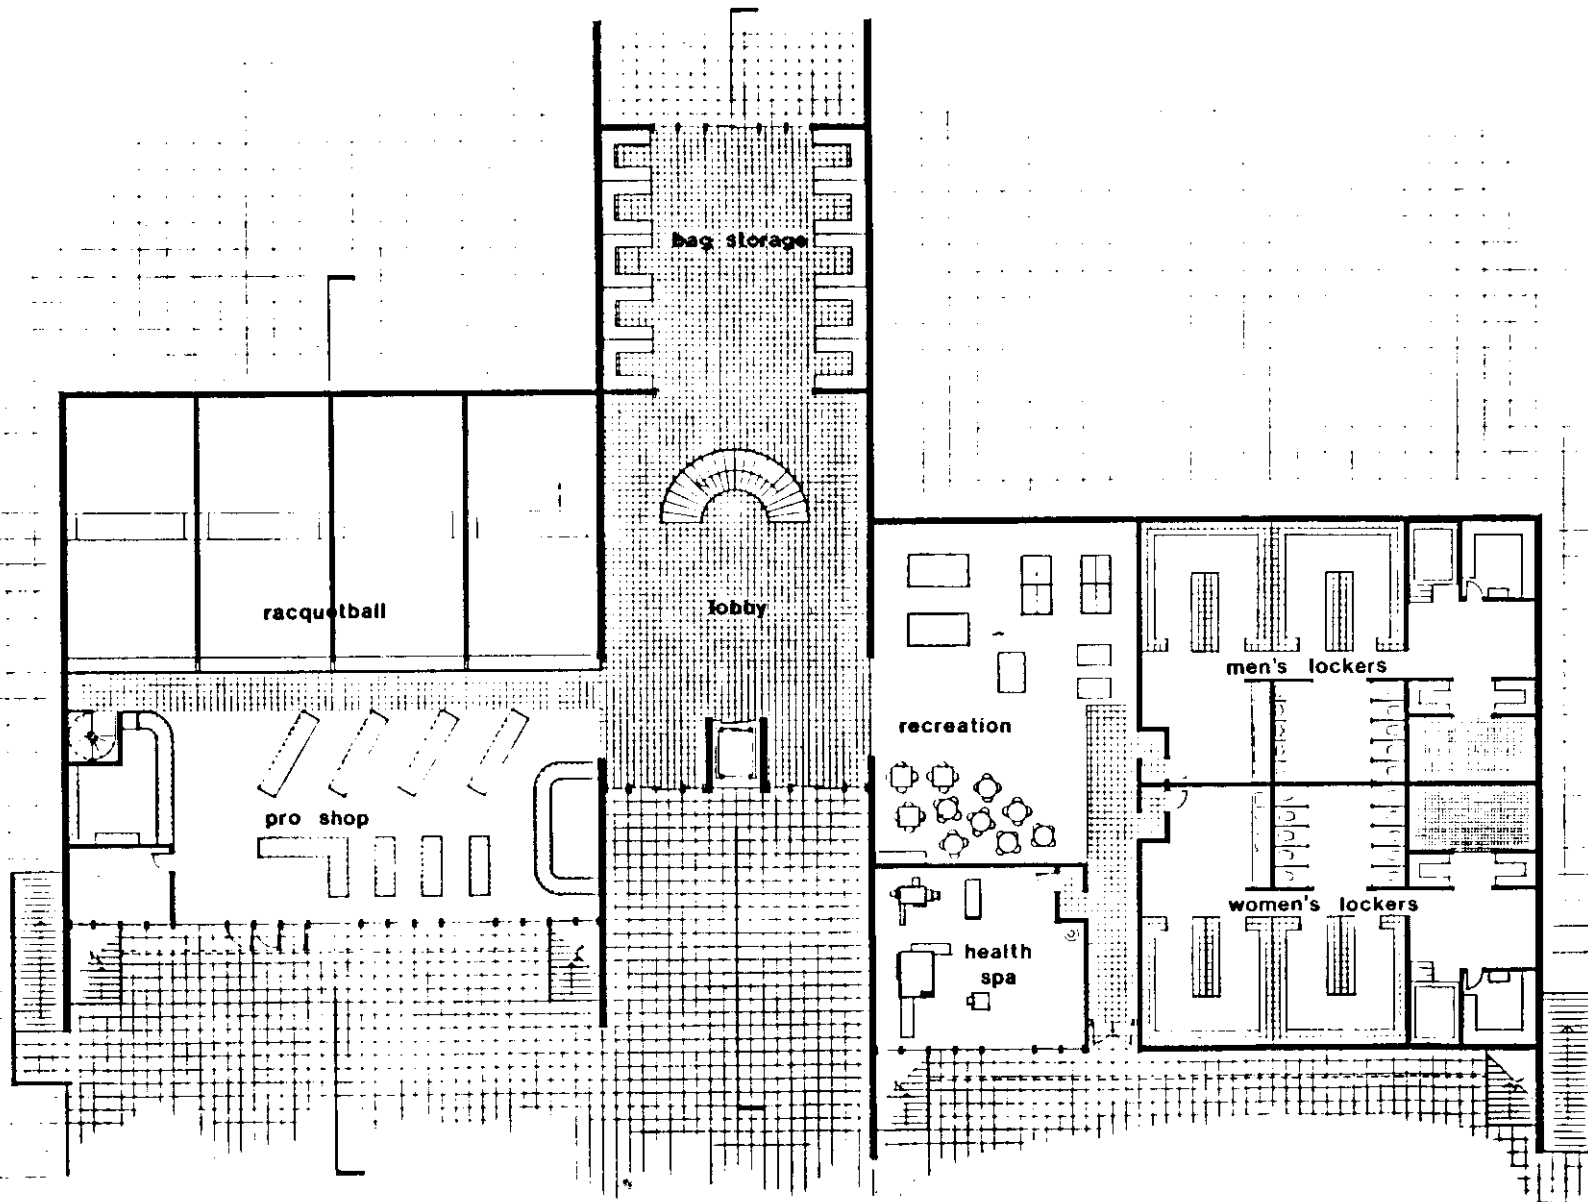 bag storage
racquetball
lobby
men's lockers
recreation
pro shop
women's lockers
health
spa